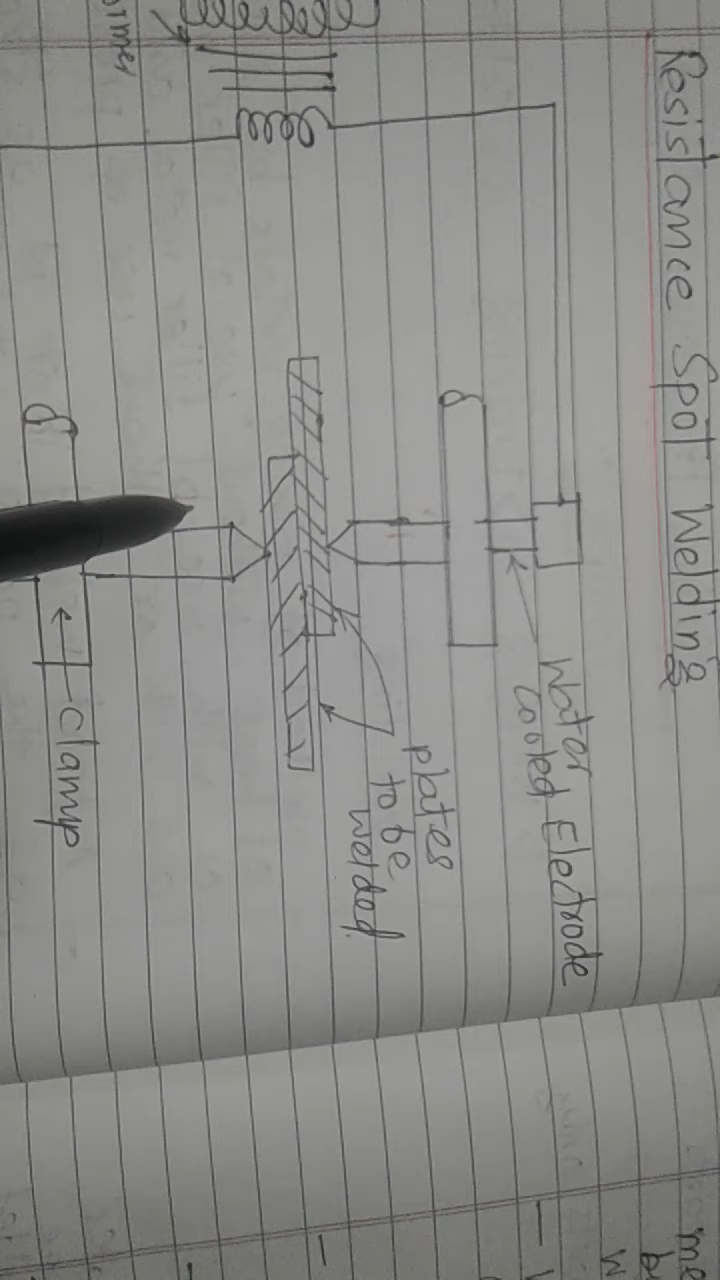 Resistance Spot Welding
Water
cooled Electrode
plates
to be
welded
clamp